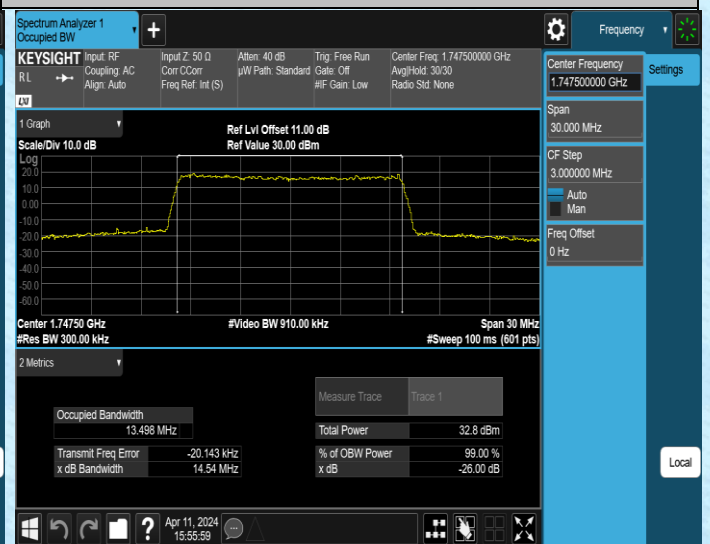 Spectrum Analyzer 1
Occupied BW
Frequency
KEYSIGHT
Input: RF
Coupling: AC
Align: Auto
Input Z: 50 Ω
Corr CCorr
Freq Ref: Int (S)
Atten: 40 dB
µW Path: Standard
Trig: Free Run
Gate: Off
#IF Gain: Low
Center Freq: 1.747500000 GHz
Avg|Hold: 30/30
Radio Std: None
RL
LXI
Center Frequency
1.747500000 GHz
Settings
Span
30.000 MHz
CF Step
3.000000 MHz
Auto
Man
Freq Offset
0 Hz
1 Graph
Scale/Div 10.0 dB
Ref Lvl Offset 11.00 dB
Ref Value 30.00 dBm
Log
20.0
10.0
0.00
-10.0
-20.0
-30.0
-40.0
-50.0
-60.0
Center 1.74750 GHz
#Video BW 910.00 kHz
Span 30 MHz
#Res BW 300.00 kHz
#Sweep 100 ms (601 pts)
2 Metrics
Measure Trace
Trace 1
Occupied Bandwidth
13.498 MHz
Total Power
32.8 dBm
Transmit Freq Error
-20.143 kHz
% of OBW Power
99.00 %
x dB Bandwidth
14.54 MHz
x dB
-26.00 dB
Local
?
Apr 11, 2024
15:55:59